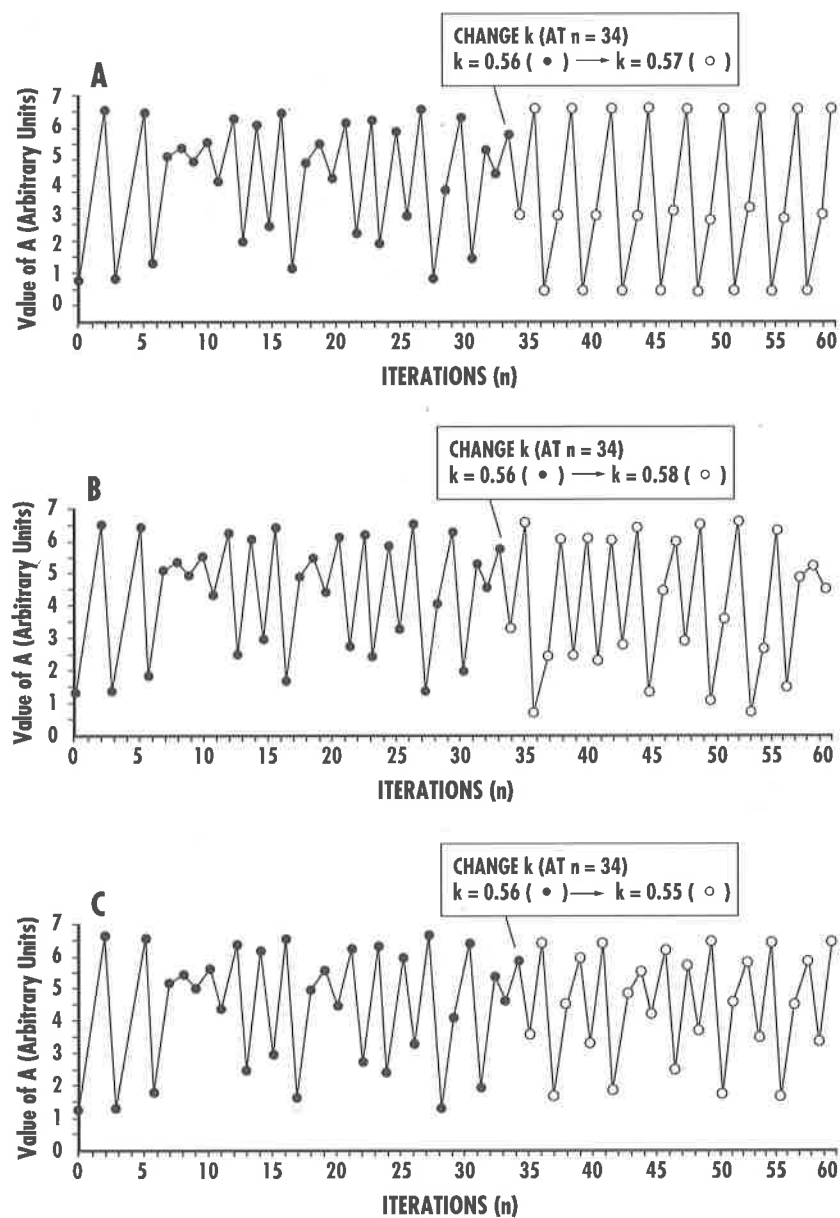 CHANGE k (AT n = 34)
k = 0.56 ( ● ) → k = 0.57 ( ○ )
A
Value of A (Arbitrary Units)
7
6
5
4
3
2
1
0
0 5 10 15 20 25 30 35 40 45 50 55 60
ITERATIONS (n)
CHANGE k (AT n = 34)
k = 0.56 ( ● ) → k = 0.58 ( ○ )
B
Value of A (Arbitrary Units)
7
6
5
4
3
2
1
0
0 5 10 15 20 25 30 35 40 45 50 55 60
ITERATIONS (n)
CHANGE k (AT n = 34)
k = 0.56 ( ● ) → k = 0.55 ( ○ )
C
Value of A (Arbitrary Units)
7
6
5
4
3
2
1
0
0 5 10 15 20 25 30 35 40 45 50 55 60
ITERATIONS (n)